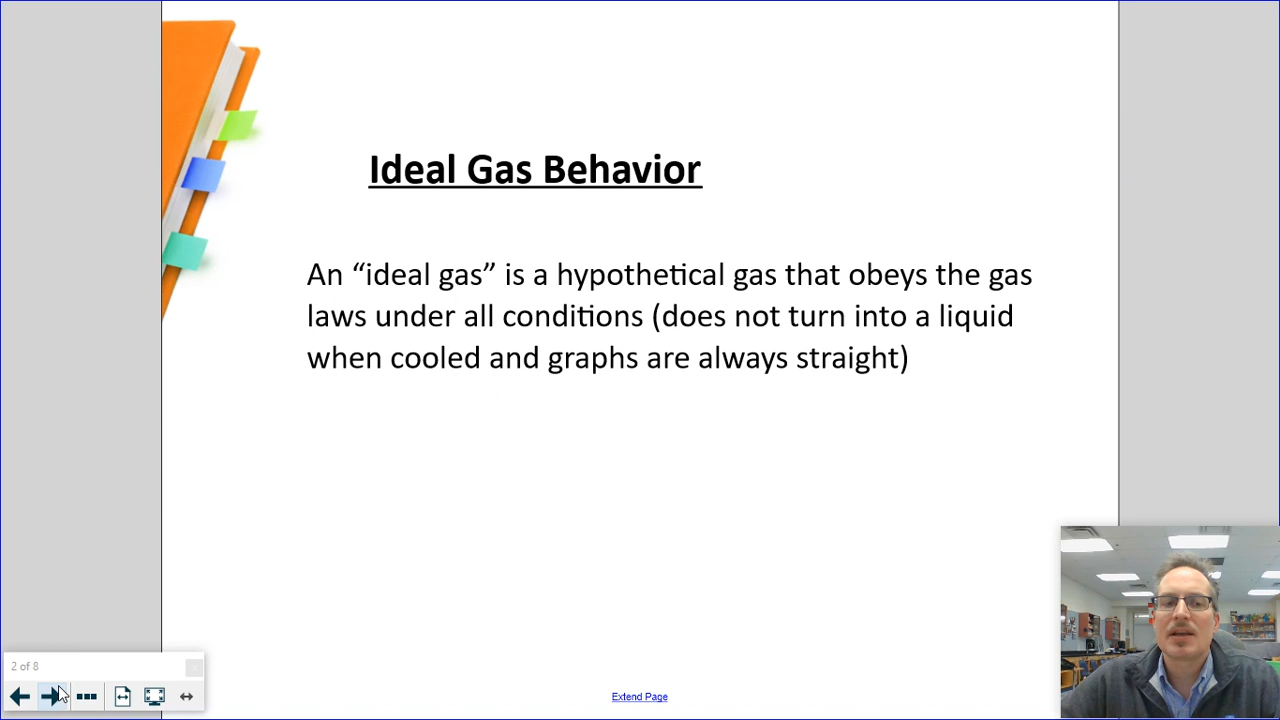 Ideal Gas Behavior
An “ideal gas” is a hypothetical gas that obeys the gas
laws under all conditions (does not turn into a liquid
when cooled and graphs are always straight)
2 of 8
Extend Page